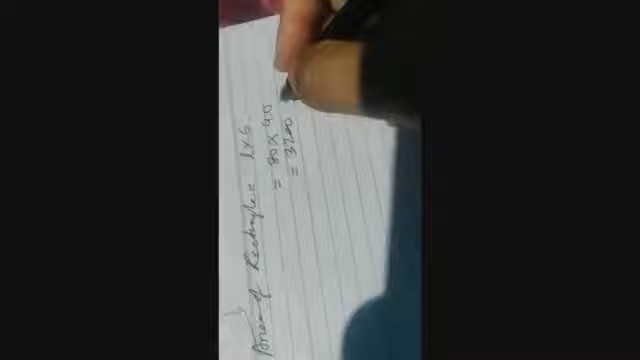 Area of Rectangle = l×b.
= 80 × 40
= 3200